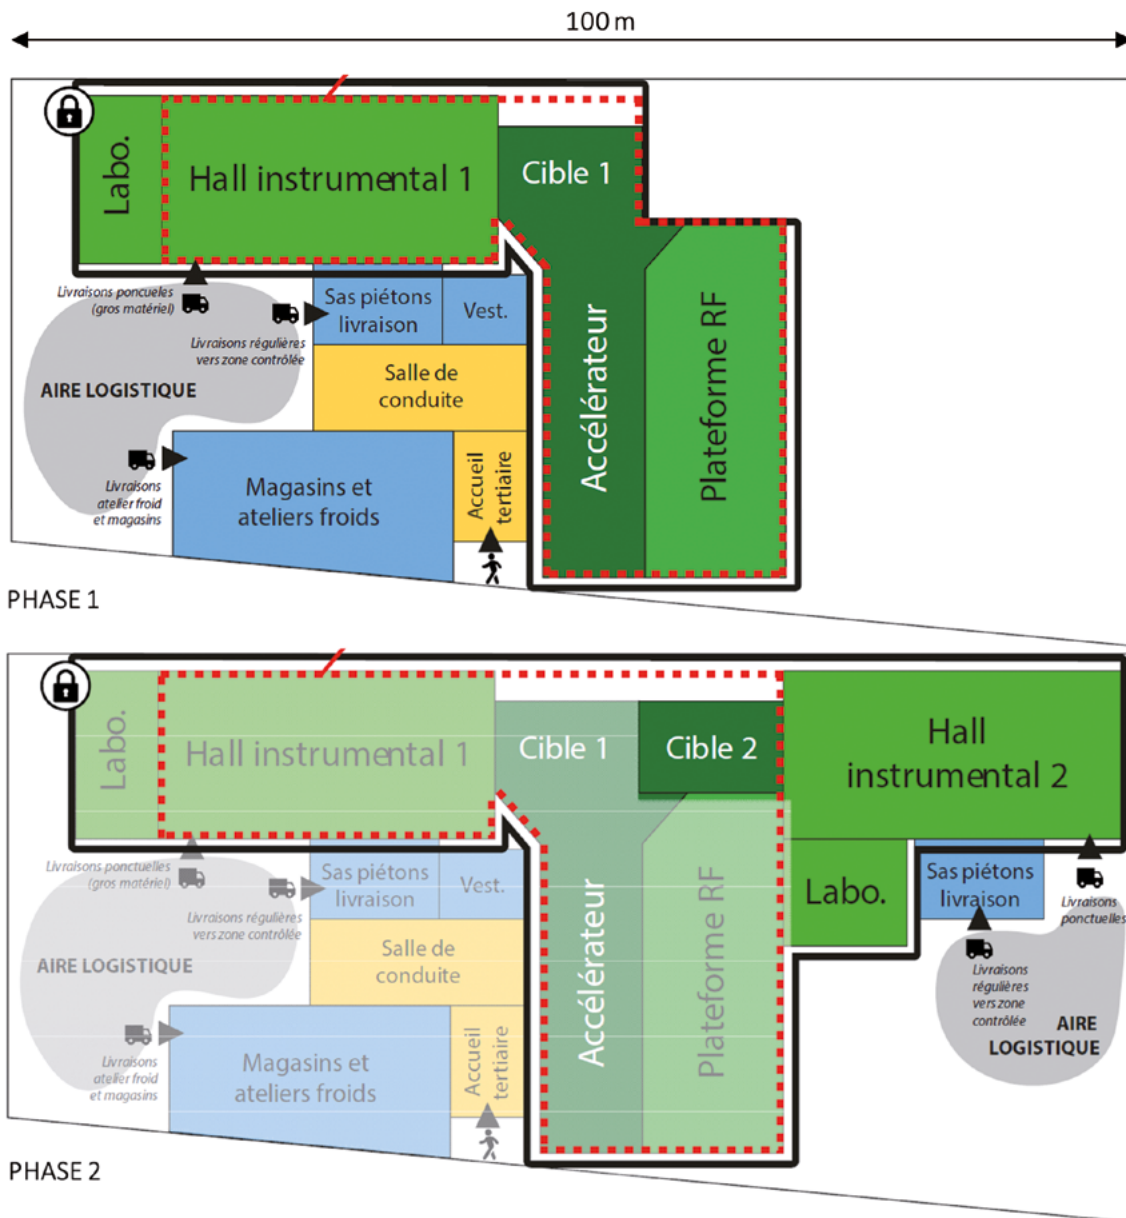 100 m
Labo.
Hall instrumental 1
Cible 1
Livraisons poncueles
(gros matériel)
Sas piétons
livraison
Vest.
Livraisons régulières
vers zone contrôlée
AIRE LOGISTIQUE
Salle de
conduite
Accélérateur
Plateforme RF
Livraisons
atelier froid
et magasins
Magasins et
ateliers froids
Accueil
tertiaire
PHASE 1
Labo.
Hall instrumental 1
Cible 1
Cible 2
Hall
instrumental 2
Livraisons ponctuelles
(gros matériel)
Sas piétons
livraison
Vest.
Livraisons régulières
vers zone contrôlée
AIRE LOGISTIQUE
Salle de
conduite
Accélérateur
Plateforme RF
Labo.
Sas piétons
livraison
Livraisons
ponctuelles
Livraisons
régulières
vers zone
contrôlée
AIRE
LOGISTIQUE
Livraisons
atelier froid
et magasins
Magasins et
ateliers froids
Accueil
tertiaire
PHASE 2